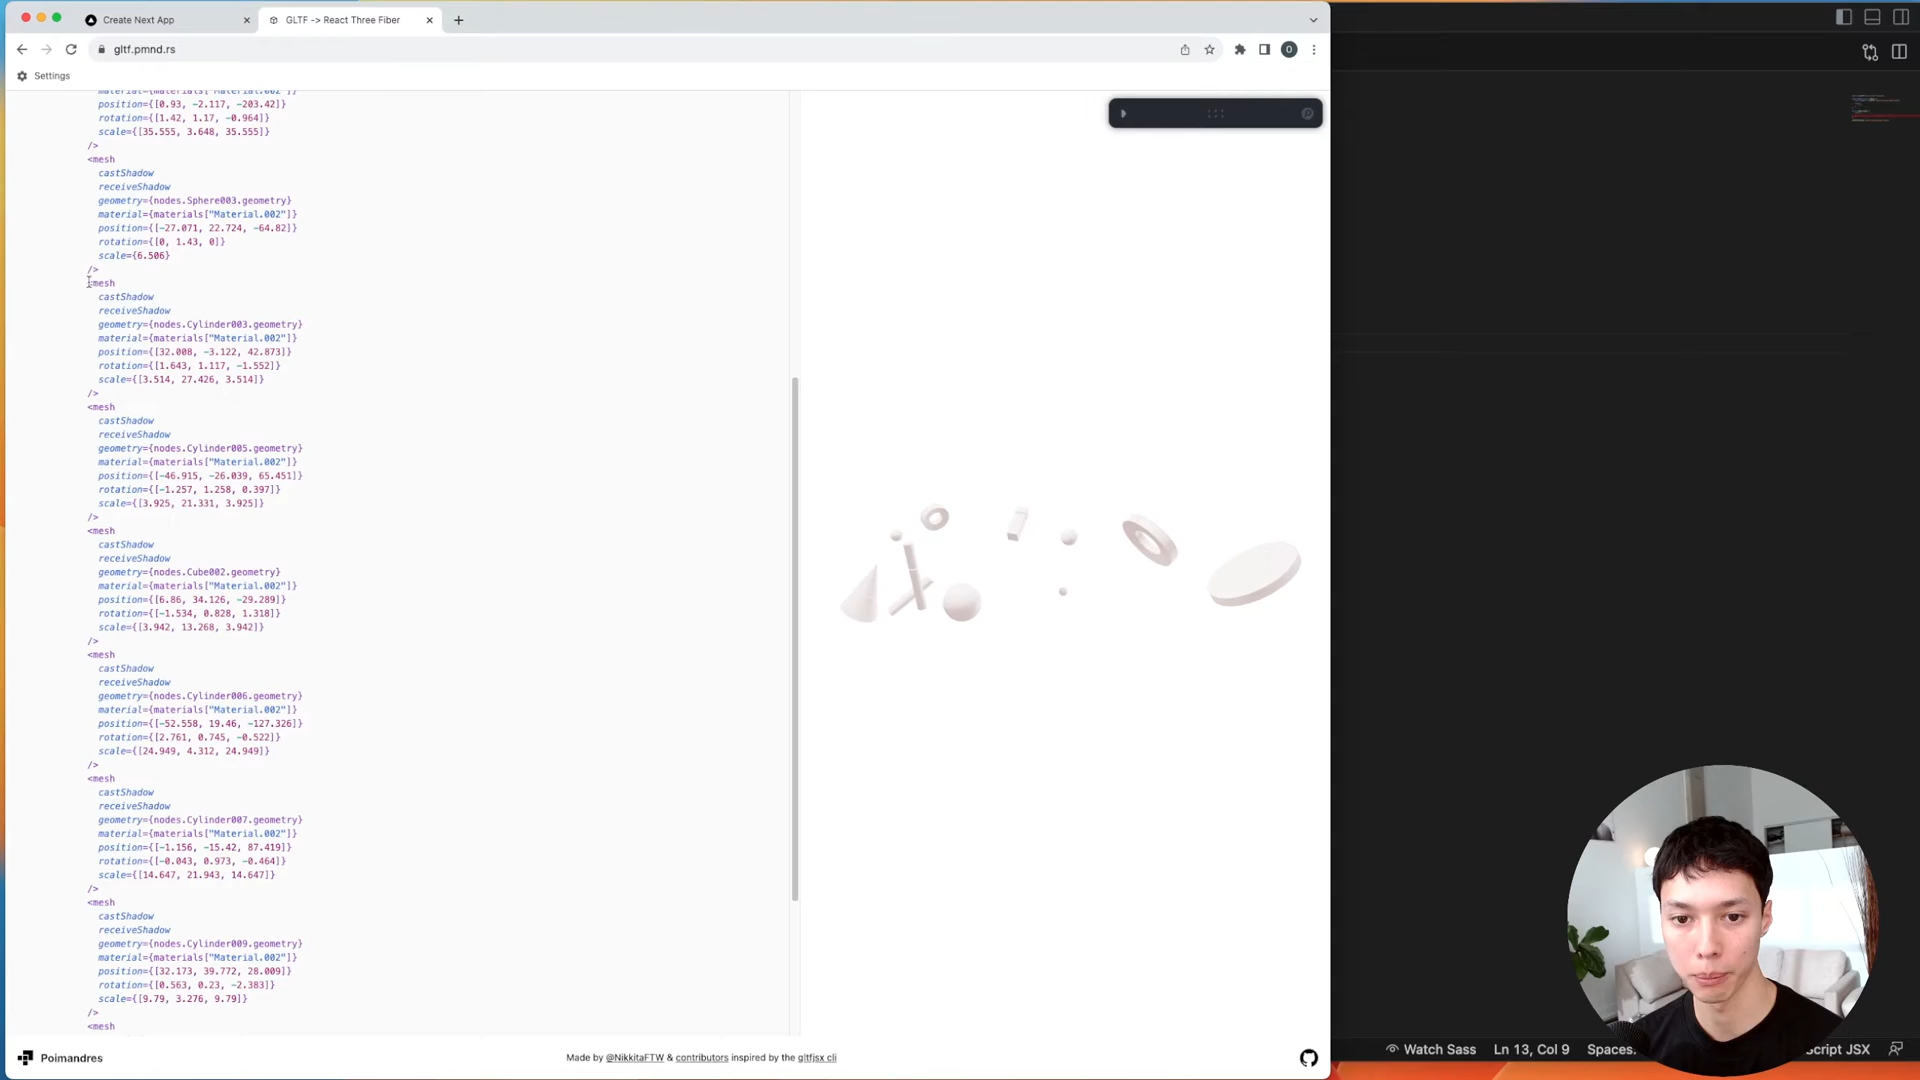 Create Next App
GLTF -> React Three Fiber
gltf.pmnd.rs
O
Settings
material={materials["Material.002"]}
position={[0.93, -2.117, -203.42]}
rotation={[1.42, 1.17, -0.964]}
scale={[35.555, 3.648, 35.555]}
/>
<mesh
castShadow
receiveShadow
geometry={nodes.Sphere003.geometry}
material={materials["Material.002"]}
position={[-27.071, 22.724, -64.82]}
rotation={[0, 1.43, 0]}
scale={6.506}
/>
<mesh
castShadow
receiveShadow
geometry={nodes.Cylinder003.geometry}
material={materials["Material.002"]}
position={[32.008, -3.122, 42.873]}
rotation={[1.643, 1.117, -1.552]}
scale={[3.514, 27.426, 3.514]}
/>
<mesh
castShadow
receiveShadow
geometry={nodes.Cylinder005.geometry}
material={materials["Material.002"]}
position={[-46.915, -26.039, 65.451]}
rotation={[-1.257, 1.258, 0.397]}
scale={[3.925, 21.331, 3.925]}
/>
<mesh
castShadow
receiveShadow
geometry={nodes.Cube002.geometry}
material={materials["Material.002"]}
position={[6.86, 34.126, -29.289]}
rotation={[-1.534, 0.828, 1.318]}
scale={[3.942, 13.268, 3.942]}
/>
<mesh
castShadow
receiveShadow
geometry={nodes.Cylinder006.geometry}
material={materials["Material.002"]}
position={[-52.558, 19.46, -127.326]}
rotation={[2.761, 0.745, -0.522]}
scale={[24.949, 4.312, 24.949]}
/>
<mesh
castShadow
receiveShadow
geometry={nodes.Cylinder007.geometry}
material={materials["Material.002"]}
position={[-1.156, -15.42, 87.419]}
rotation={[-0.043, 0.973, -0.464]}
scale={[14.647, 21.943, 14.647]}
/>
<mesh
castShadow
receiveShadow
geometry={nodes.Cylinder009.geometry}
material={materials["Material.002"]}
position={[32.173, 39.772, 28.009]}
rotation={[0.563, 0.23, -2.383]}
scale={[9.79, 3.276, 9.79]}
/>
<mesh
Poimandres
Made by @NikkitaFTW & contributors inspired by the gltfjsx cli
Watch Sass Ln 13, Col 9 Spaces: Script JSX